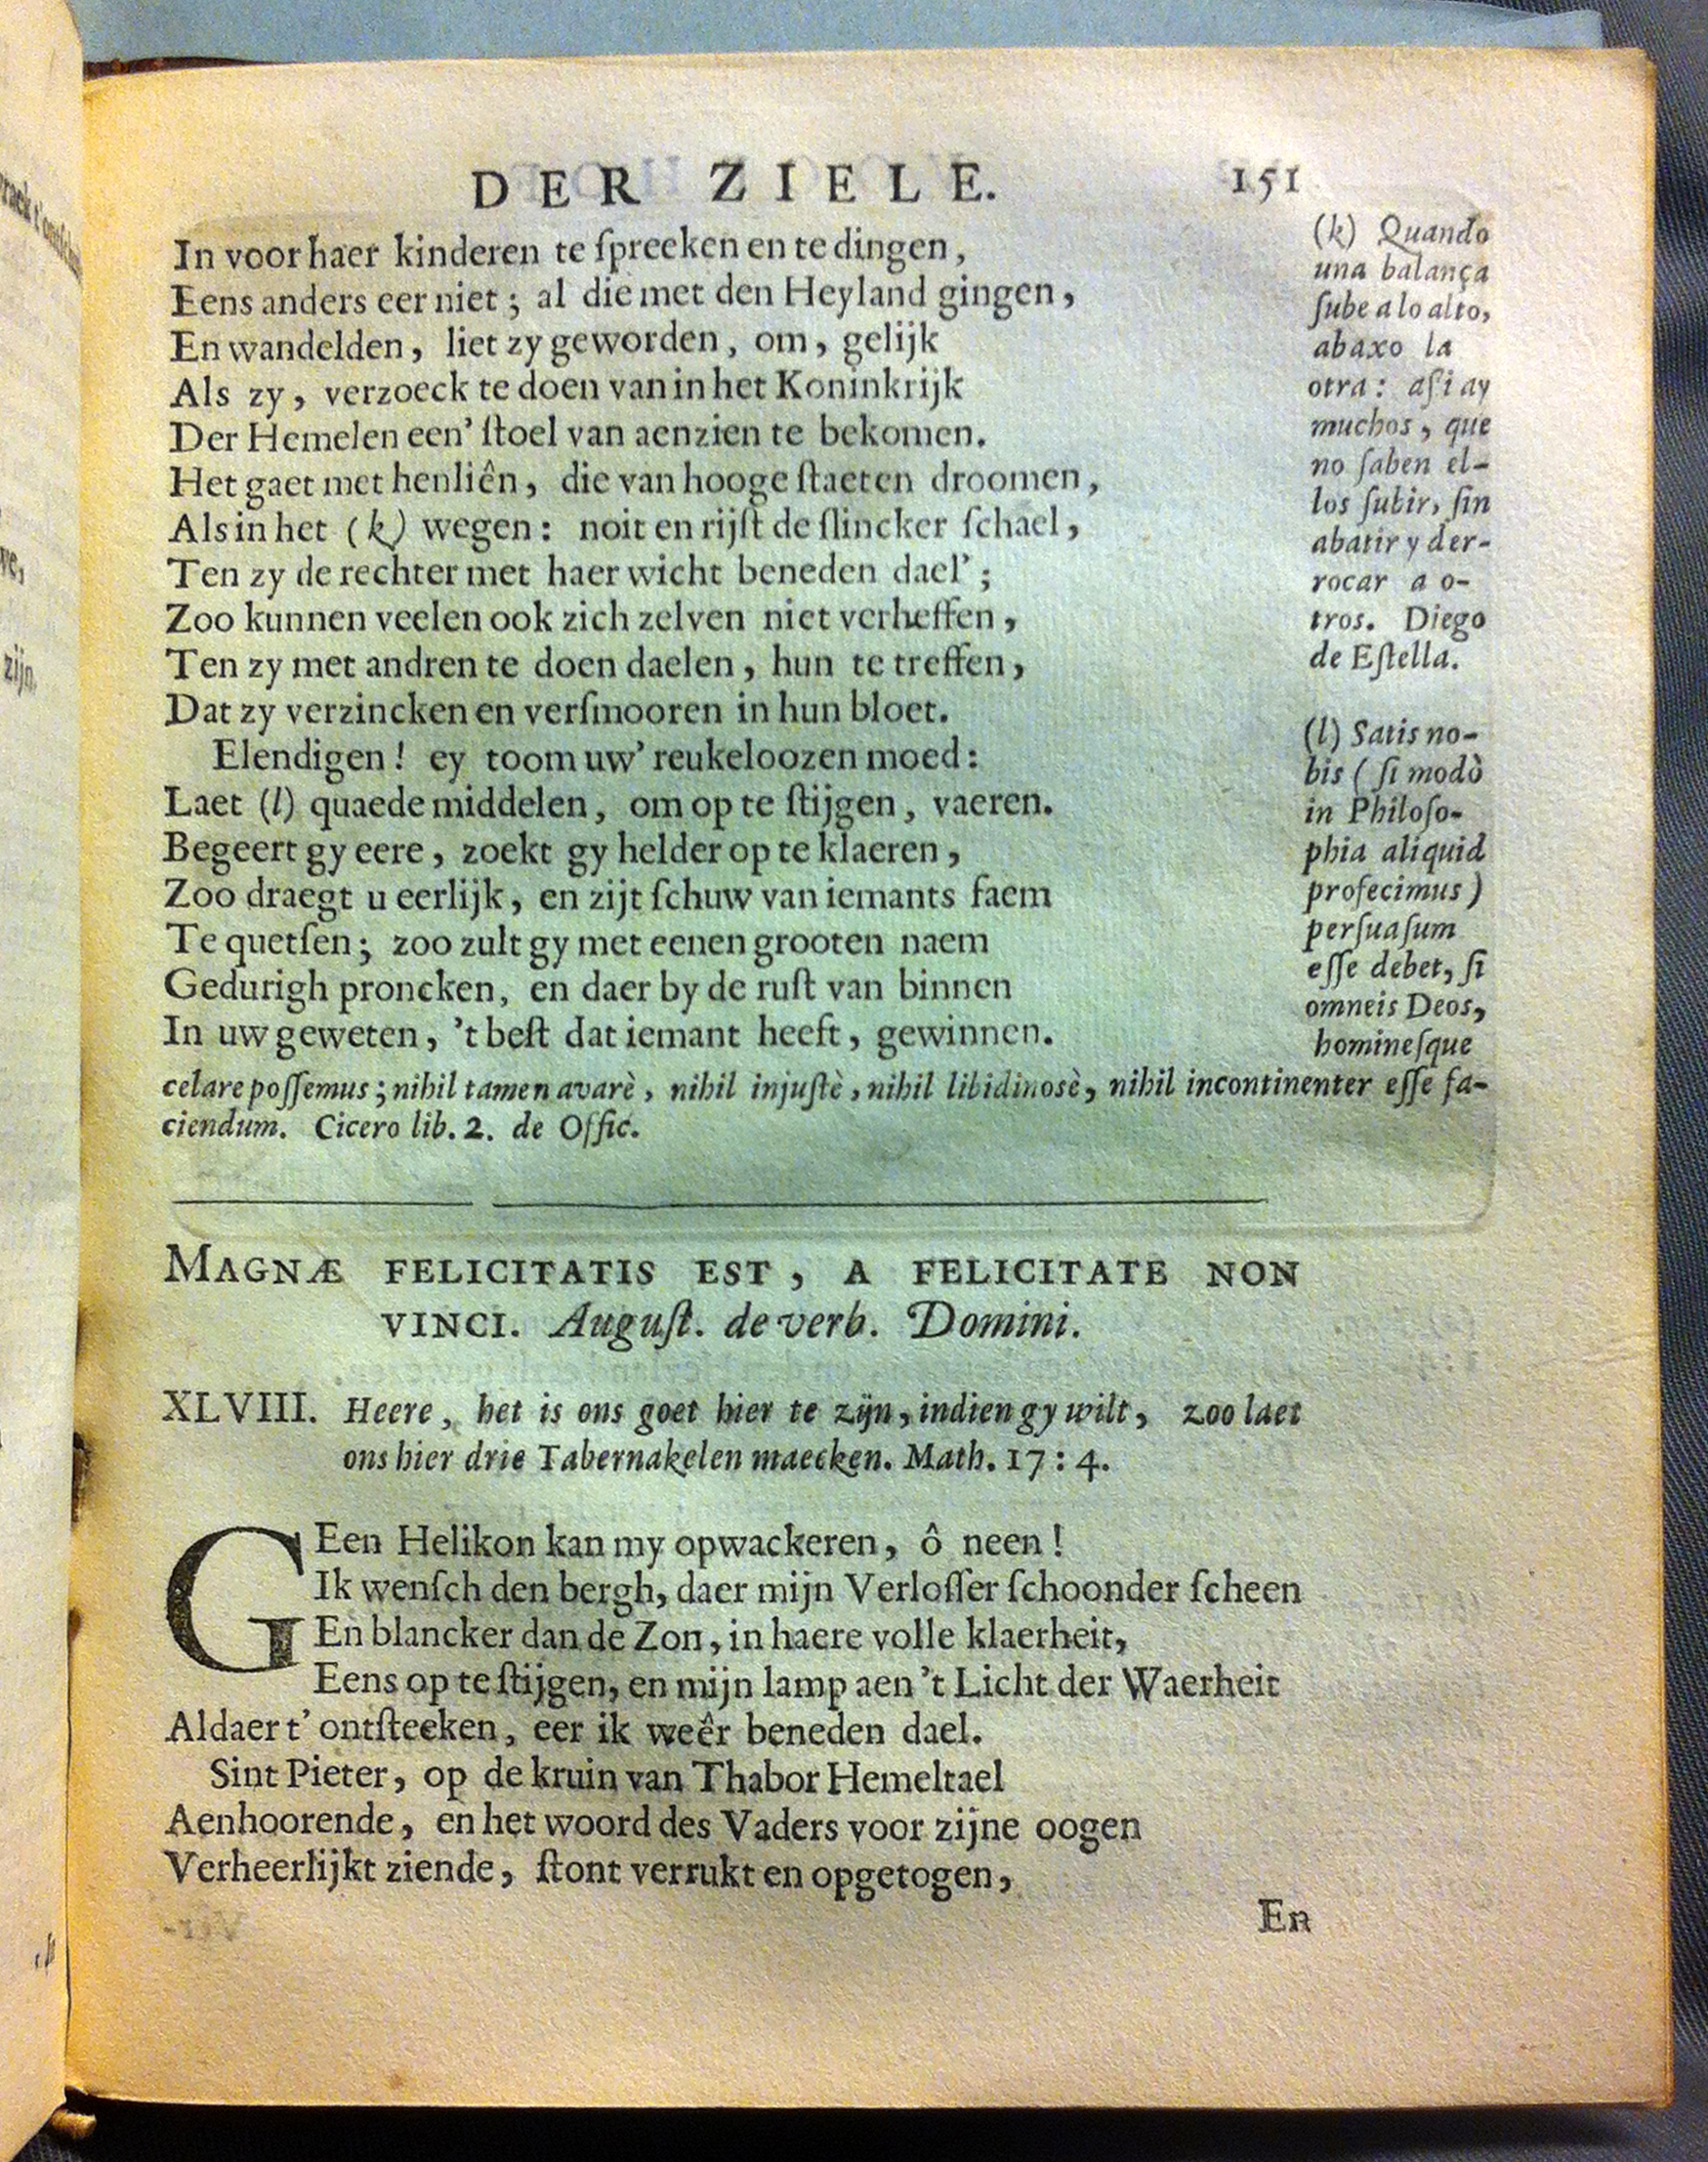 DER ZIELE. 151
In voor haer kinderen te ſpreeken en te dingen,
Eens anders eer niet; al die met den Heyland gingen,
En wandelden, liet zy geworden, om, gelijk
Als zy, verzoeck te doen van in het Koninkrijk
Der Hemelen een' ſtoel van aenzien te bekomen.
Het gaet met henliên, die van hooge ſtaeten droomen,
Als in het (k) wegen: noit en rijſt de ſlincker ſchael,
Ten zy de rechter met haer wicht beneden dael';
Zoo kunnen veelen ook zich zelven niet verheffen,
Ten zy met andren te doen daelen, hun te treffen,
Dat zy verzincken en verſmooren in hun bloet.
Elendigen! ey toom uw' reukeloozen moed:
Laet (l) quaede middelen, om op te ſtijgen, vaeren.
Begeert gy eere, zoekt gy helder op te klaeren,
Zoo draegt u eerlijk, en zijt ſchuw van iemants faem
Te quetſen; zoo zult gy met eenen grooten naem
Gedurigh proncken, en daer by de ruſt van binnen
In uw geweten, 't beſt dat iemant heeft, gewinnen.
(k) Quando
una balança
ſube a lo alto,
abaxo la
otra: aſi ay
muchos, que
no ſaben el-
los ſubir, ſin
abatir y der-
rocar a o-
tros. Diego
de Eſtella.
(l) Satis no-
bis (ſi modò
in Philoſo-
phia aliquid
profecimus)
perſuaſum
eſſe debet, ſi
omneis Deos,
homineſque
celare poſſemus; nihil tamen avarè, nihil injuſtè, nihil libidinosè, nihil incontinenter eſſe fa-
ciendum. Cicero lib. 2. de Offic.
MAGNÆ FELICITATIS EST, A FELICITATE NON
VINCI. Auguſt. de verb. Domini.
XLVIII. Heere, het is ons goet hier te zijn, indien gy wilt, zoo laet
ons hier drie Tabernakelen maecken. Math. 17:4.
GEen Helikon kan my opwackeren, ô neen!
Ik wenſch den bergh, daer mijn Verloſſer ſchoonder ſcheen
En blancker dan de Zon, in haere volle klaerheit,
Eens op te ſtijgen, en mijn lamp aen 't Licht der Waerheit
Aldaer t' ontſteeken, eer ik weêr beneden dael.
Sint Pieter, op de kruin van Thabor Hemeltael
Aenhoorende, en het woord des Vaders voor zijne oogen
Verheerlijkt ziende, ſtont verrukt en opgetogen,
En